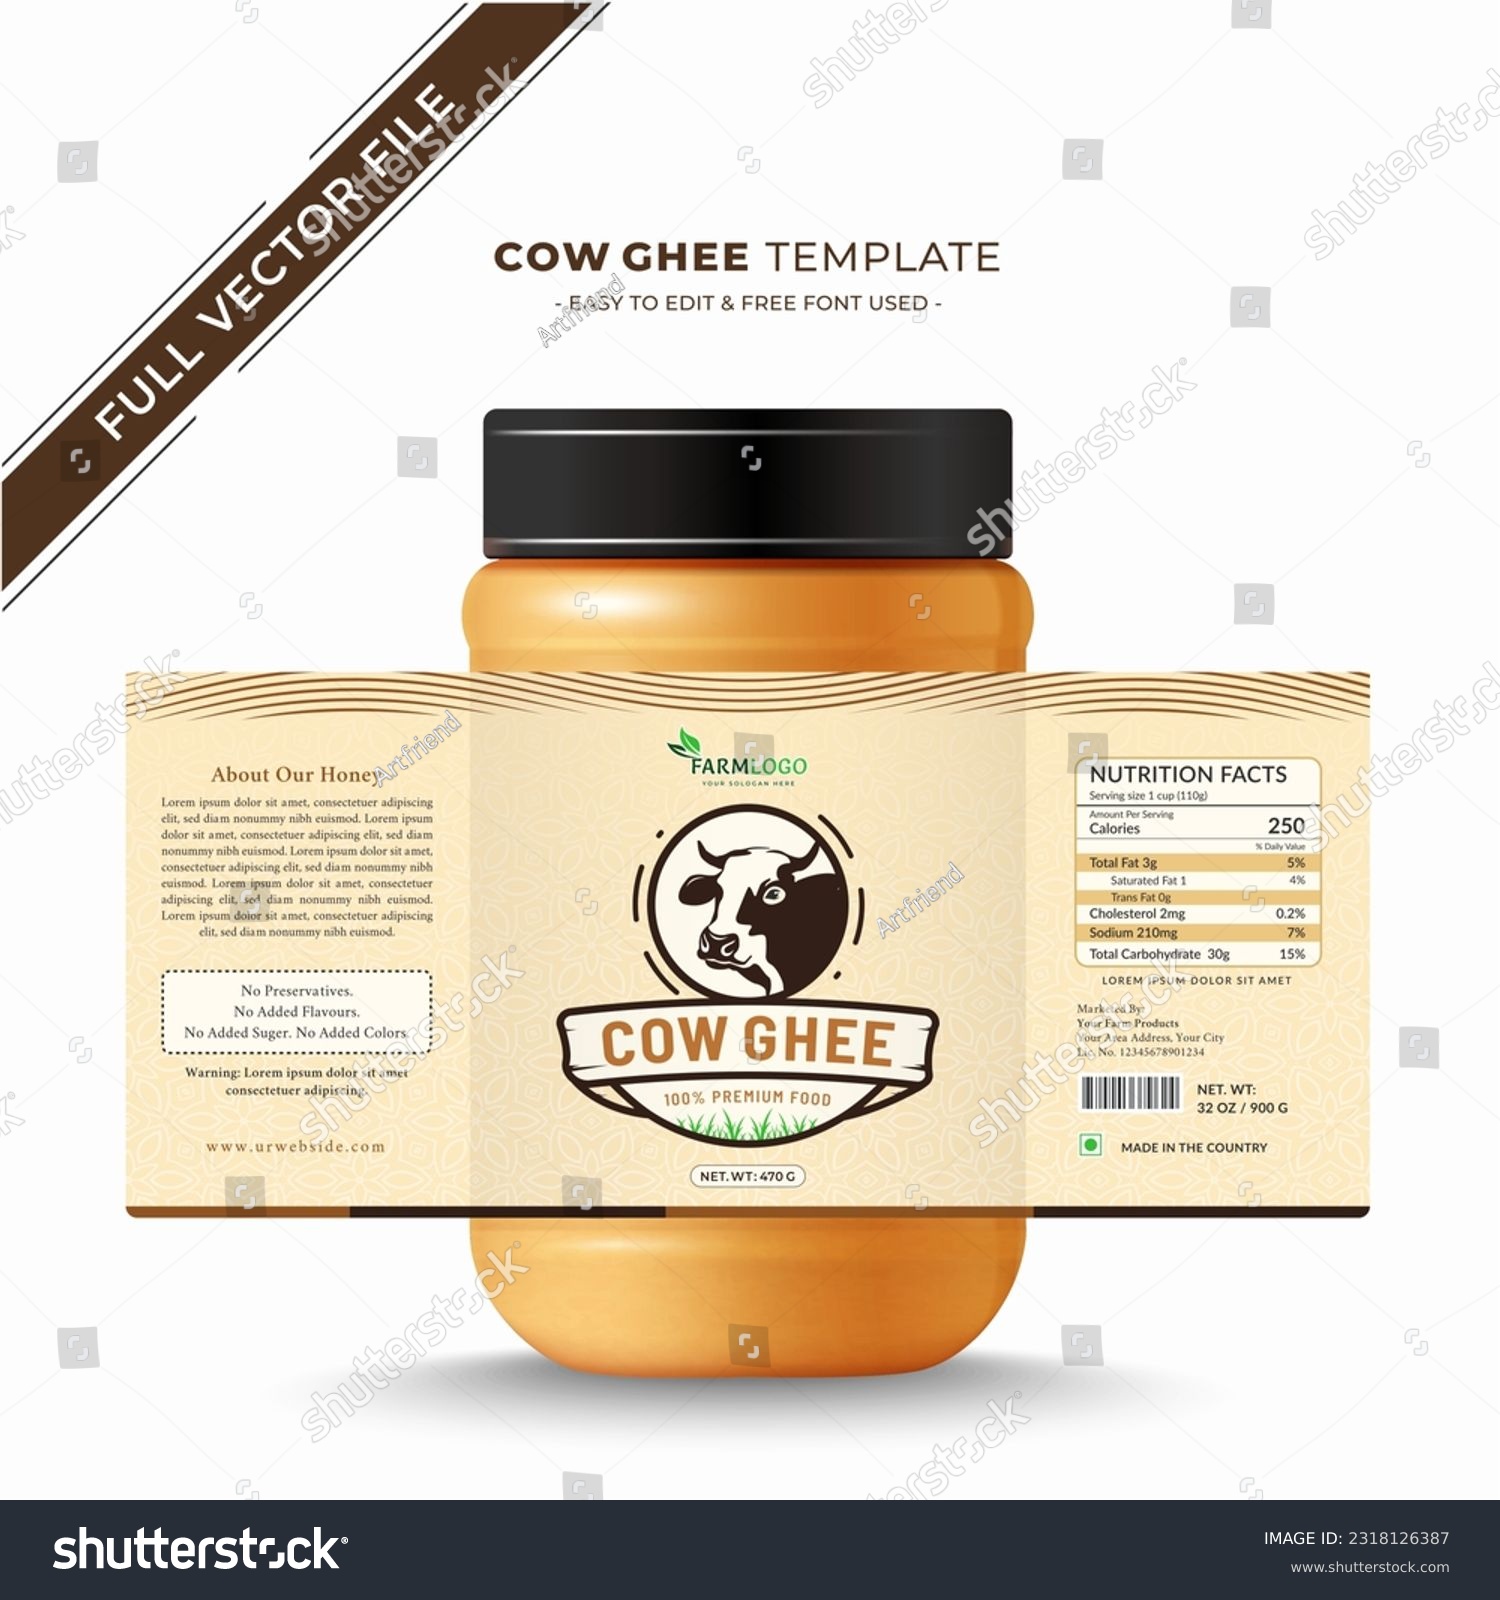 FULL VECTOR FILE
COW GHEE TEMPLATE
- EASY TO EDIT & FREE FONT USED -
About Our Honey
Lorem ipsum dolor sit amet, consectetuer adipiscing
elit, sed diam nonummy nibh euismod. Lorem ipsum
dolor sit amet, consectetuer adipiscing elit, sed diam
nonummy nibh euismod. Lorem ipsum dolor sit amet,
consectetuer adipiscing elit, sed diam nonummy nibh
euismod. Lorem ipsum dolor sit amet, consectetuer
adipiscing elit, sed diam nonummy nibh euismod.
Lorem ipsum dolor sit amet, consectetuer adipiscing
elit, sed diam nonummy nibh euismod.
No Preservatives.
No Added Flavours.
No Added Suger. No Added Colors.
Warning: Lorem ipsum dolor sit amet
consectetuer adipiscing.
www.urwebside.com
FARMLOGO
YOUR SOLOGAN HERE
COW GHEE
100% PREMIUM FOOD
NET. WT: 470 G
NUTRITION FACTS
Serving size 1 cup (110g)
Amount Per Serving
Calories 250
% Daily Value
Total Fat 3g 5%
Saturated Fat 1 4%
Trans Fat 0g
Cholesterol 2mg 0.2%
Sodium 210mg 7%
Total Carbohydrate 30g 15%
LOREM IPSUM DOLOR SIT AMET
Marketed By:
Your Farm Products
Your Area Address, Your City
Lic. No. 12345678901234
NET. WT:
32 OZ / 900 G
MADE IN THE COUNTRY
shutterstock
Artfriend
shutterstock
IMAGE ID: 2318126387
www.shutterstock.com